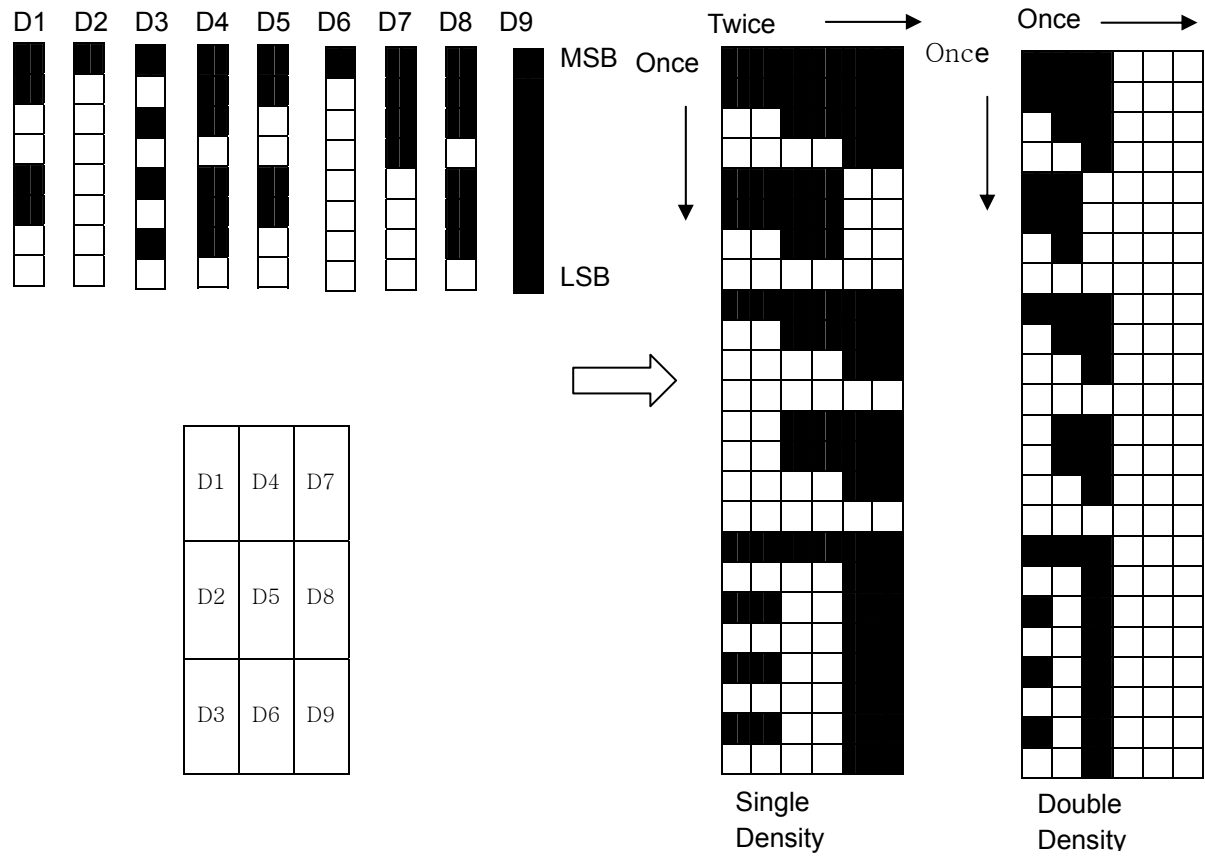 D1 D2 D3 D4 D5 D6 D7 D8 D9
MSB
LSB
Twice
Once
Once
Once
D1 D4 D7
D2 D5 D8
D3 D6 D9
Single
Density
Double
Density